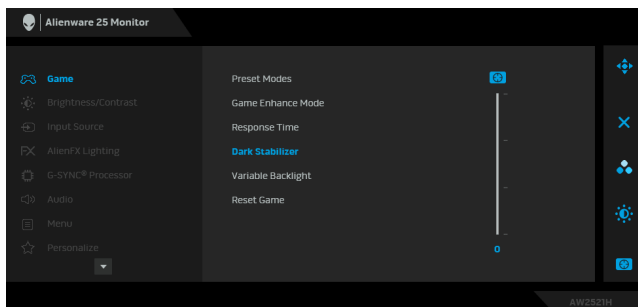 Alienware 25 Monitor
Game
Brightness/Contrast
Input Source
FX AlienFX Lighting
G-SYNC® Processor
Audio
Menu
Personalize
Preset Modes
Game Enhance Mode
Response Time
Dark Stabilizer
Variable Backlight
Reset Game
0
AW2521H